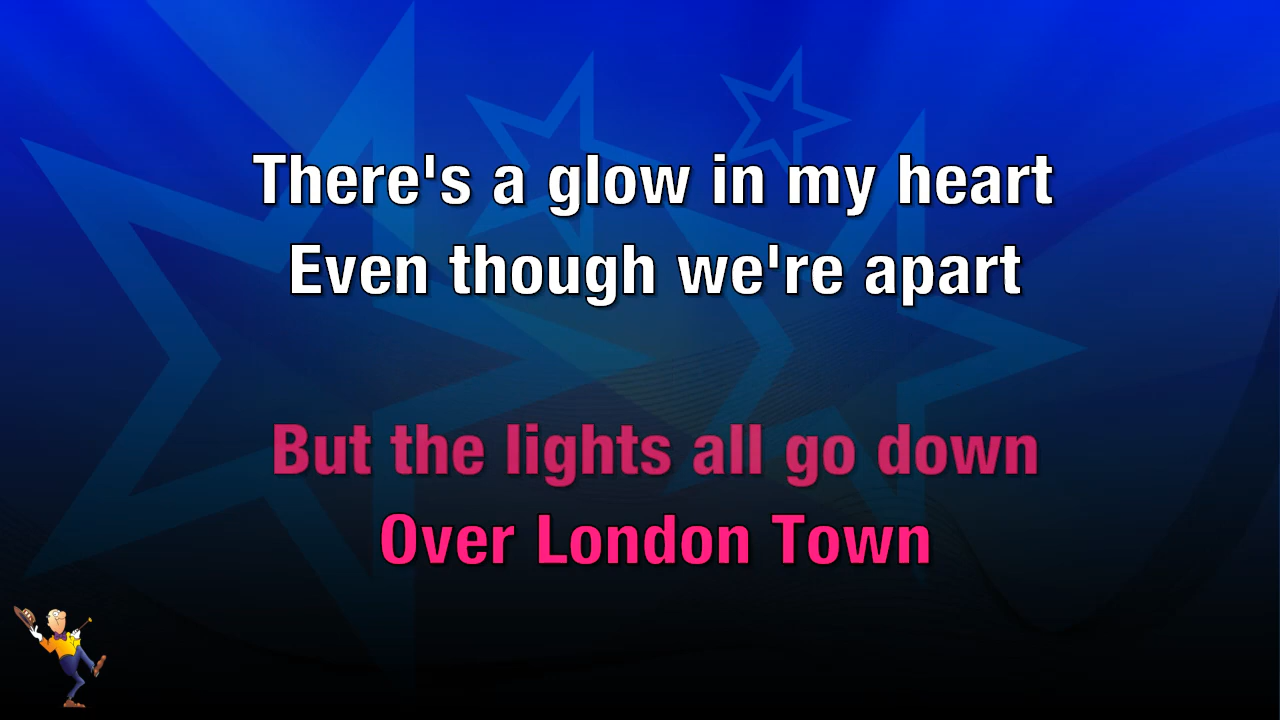 There's a glow in my heart
Even though we're apart
But the lights all go down
Over London Town